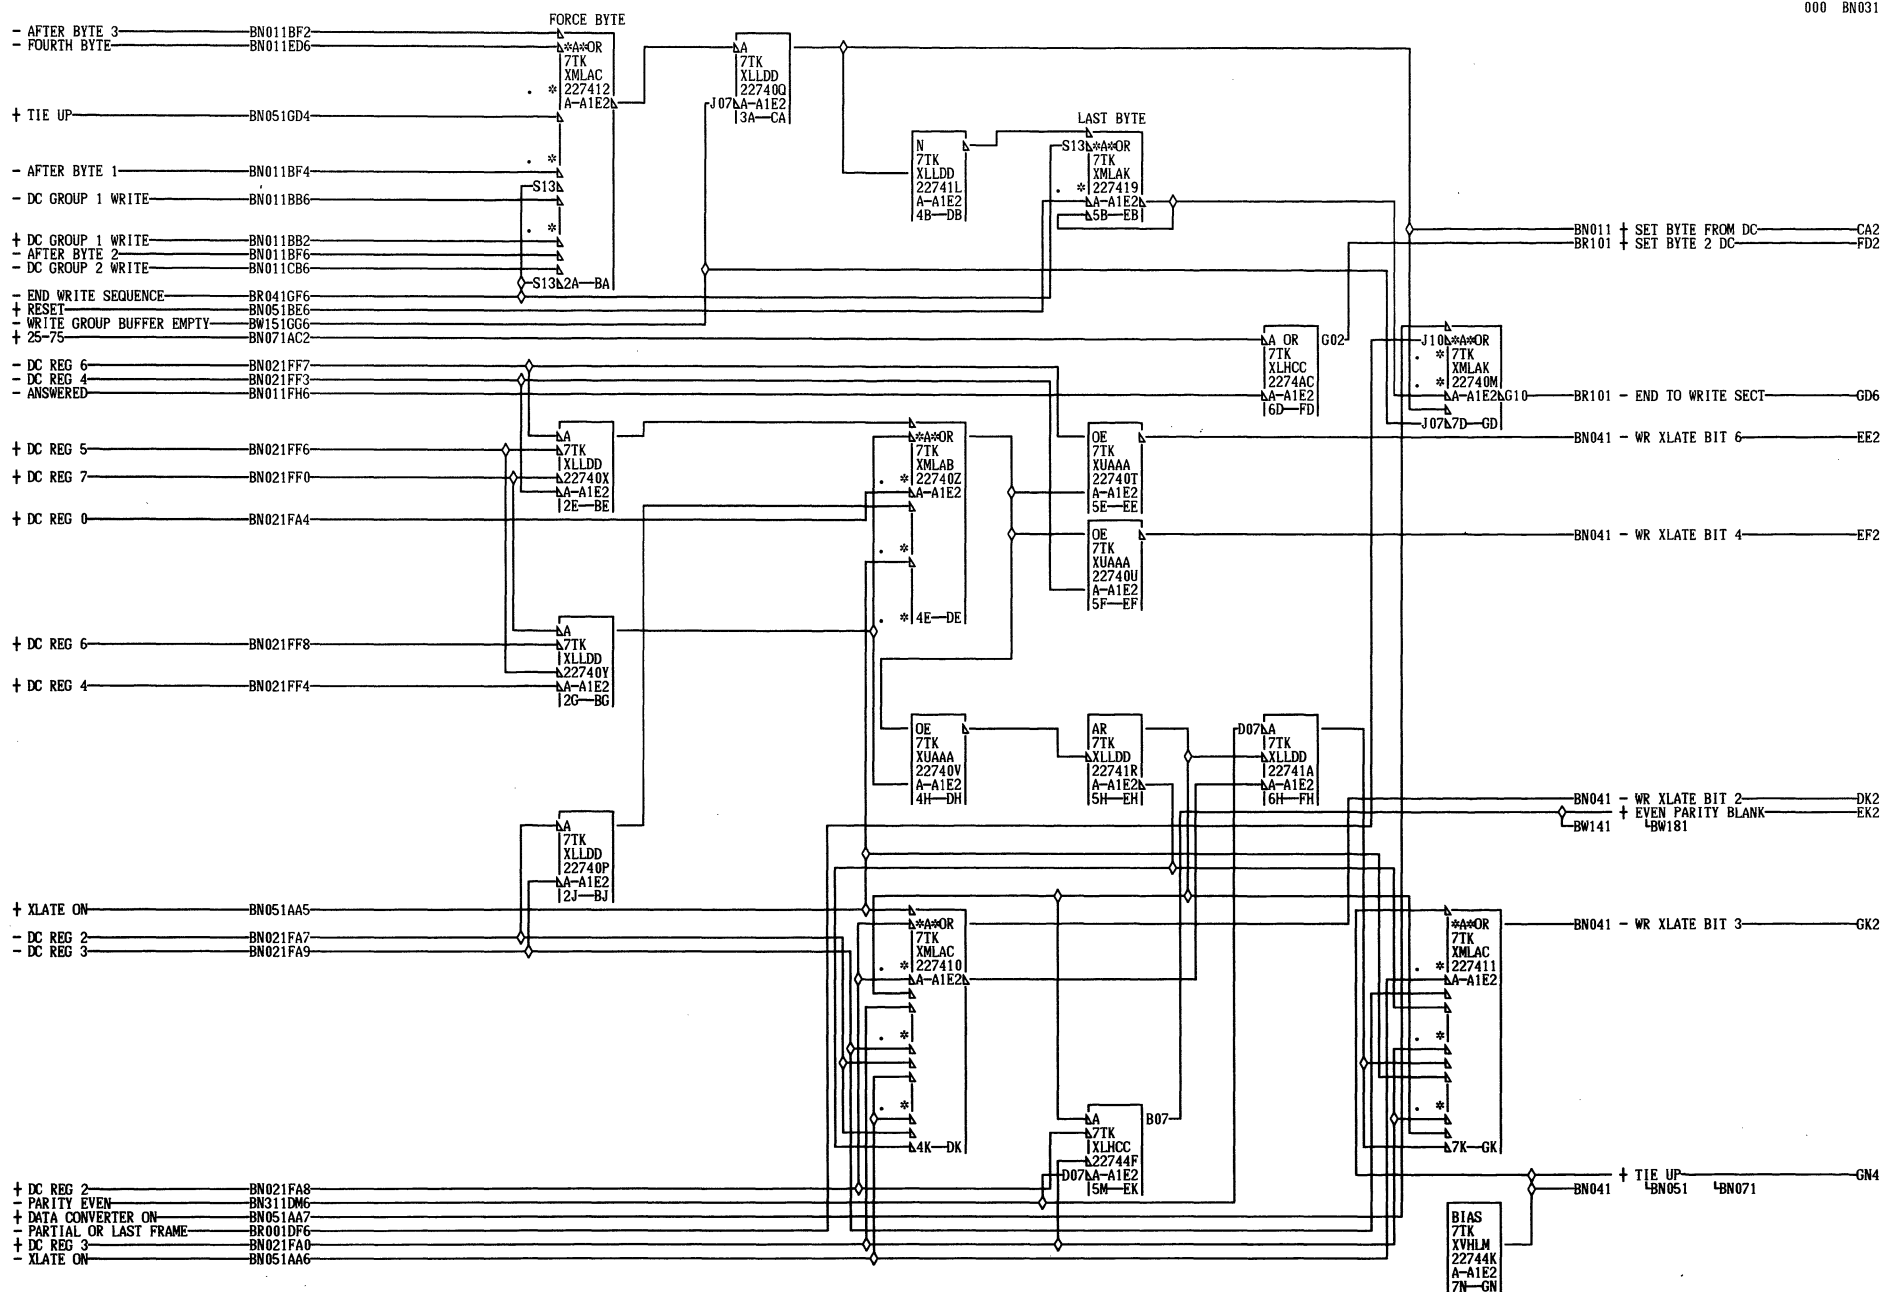 000 BN031
FORCE BYTE
- AFTER BYTE 3 BN011BF2
- FOURTH BYTE BN011ED6
*A*OR
7TK
XMLAC
. * 227412
A-A1E2
A
7TK
XLLDD
22740Q
J07 A-A1E2
3A-CA
+ TIE UP BN051GD4
LAST BYTE
N
7TK
XLLDD
22741L
A-A1E2
4B-DB
S13 *A*OR
7TK
XMLAK
. * 227419
A-A1E2
5B-EB
. *
- AFTER BYTE 1 BN011BF4
S13
- DC GROUP 1 WRITE BN011BB6
. *
+ DC GROUP 1 WRITE BN011BB2
- AFTER BYTE 2 BN011BF6
- DC GROUP 2 WRITE BN011CB6
S13 2A-BA
BN011 + SET BYTE FROM DC CA2
BR101 + SET BYTE 2 DC FD2
- END WRITE SEQUENCE BR041GF6
+ RESET BN051BE6
- WRITE GROUP BUFFER EMPTY BW151GG6
+ 25-75 BN071AC2
A OR G02
7TK
XLHCC
2274AC
A-A1E2
6D-FD
J10 *A*OR
. * 7TK
XMLAK
. * 22740M
A-A1E2 G10
J07 7D-GD
BR101 - END TO WRITE SECT GD6
- DC REG 6 BN021FF7
- DC REG 4 BN021FF3
- ANSWERED BN011FH6
A
7TK
XLLDD
22740X
A-A1E2
2E-BE
*A*OR
7TK
XMLAB
. * 22740Z
A-A1E2
. *
. * 4E-DE
OE
7TK
XUAAA
22740T
A-A1E2
5E-EE
BN041 - WR XLATE BIT 6 EE2
+ DC REG 5 BN021FF6
+ DC REG 7 BN021FF0
+ DC REG 0 BN021FA4
OE
7TK
XUAAA
22740U
A-A1E2
5F-EF
BN041 - WR XLATE BIT 4 EF2
A
7TK
XLLDD
22740Y
A-A1E2
2G-BG
+ DC REG 6 BN021FF8
+ DC REG 4 BN021FF4
OE
7TK
XUAAA
22740V
A-A1E2
4H-DH
AR
7TK
XLLDD
22741R
A-A1E2
5H-EH
D07 A
7TK
XLLDD
22741A
A-A1E2
6H-FH
BN041 - WR XLATE BIT 2 DK2
+ EVEN PARITY BLANK EK2
BW141 BW181
A
7TK
XLLDD
22740P
A-A1E2
2J-BJ
+ XLATE ON BN051AA5
- DC REG 2 BN021FA7
- DC REG 3 BN021FA9
*A*OR
7TK
XMLAC
. * 227410
A-A1E2
. *
. *
4K-DK
*A*OR
7TK
XMLAC
. * 227411
A-A1E2
. *
. *
7K-GK
BN041 - WR XLATE BIT 3 GK2
A B07
7TK
XLHCC
22744F
D07 A-A1E2
5M-EK
+ TIE UP GN4
BN041 BN051 BN071
+ DC REG 2 BN021FA8
- PARITY EVEN BN311DM6
+ DATA CONVERTER ON BN051AA7
- PARTIAL OR LAST FRAME BR001DF6
+ DC REG 3 BN021FA0
- XLATE ON BN051AA6
BIAS
7TK
XVHLM
22744K
A-A1E2
7N-GN